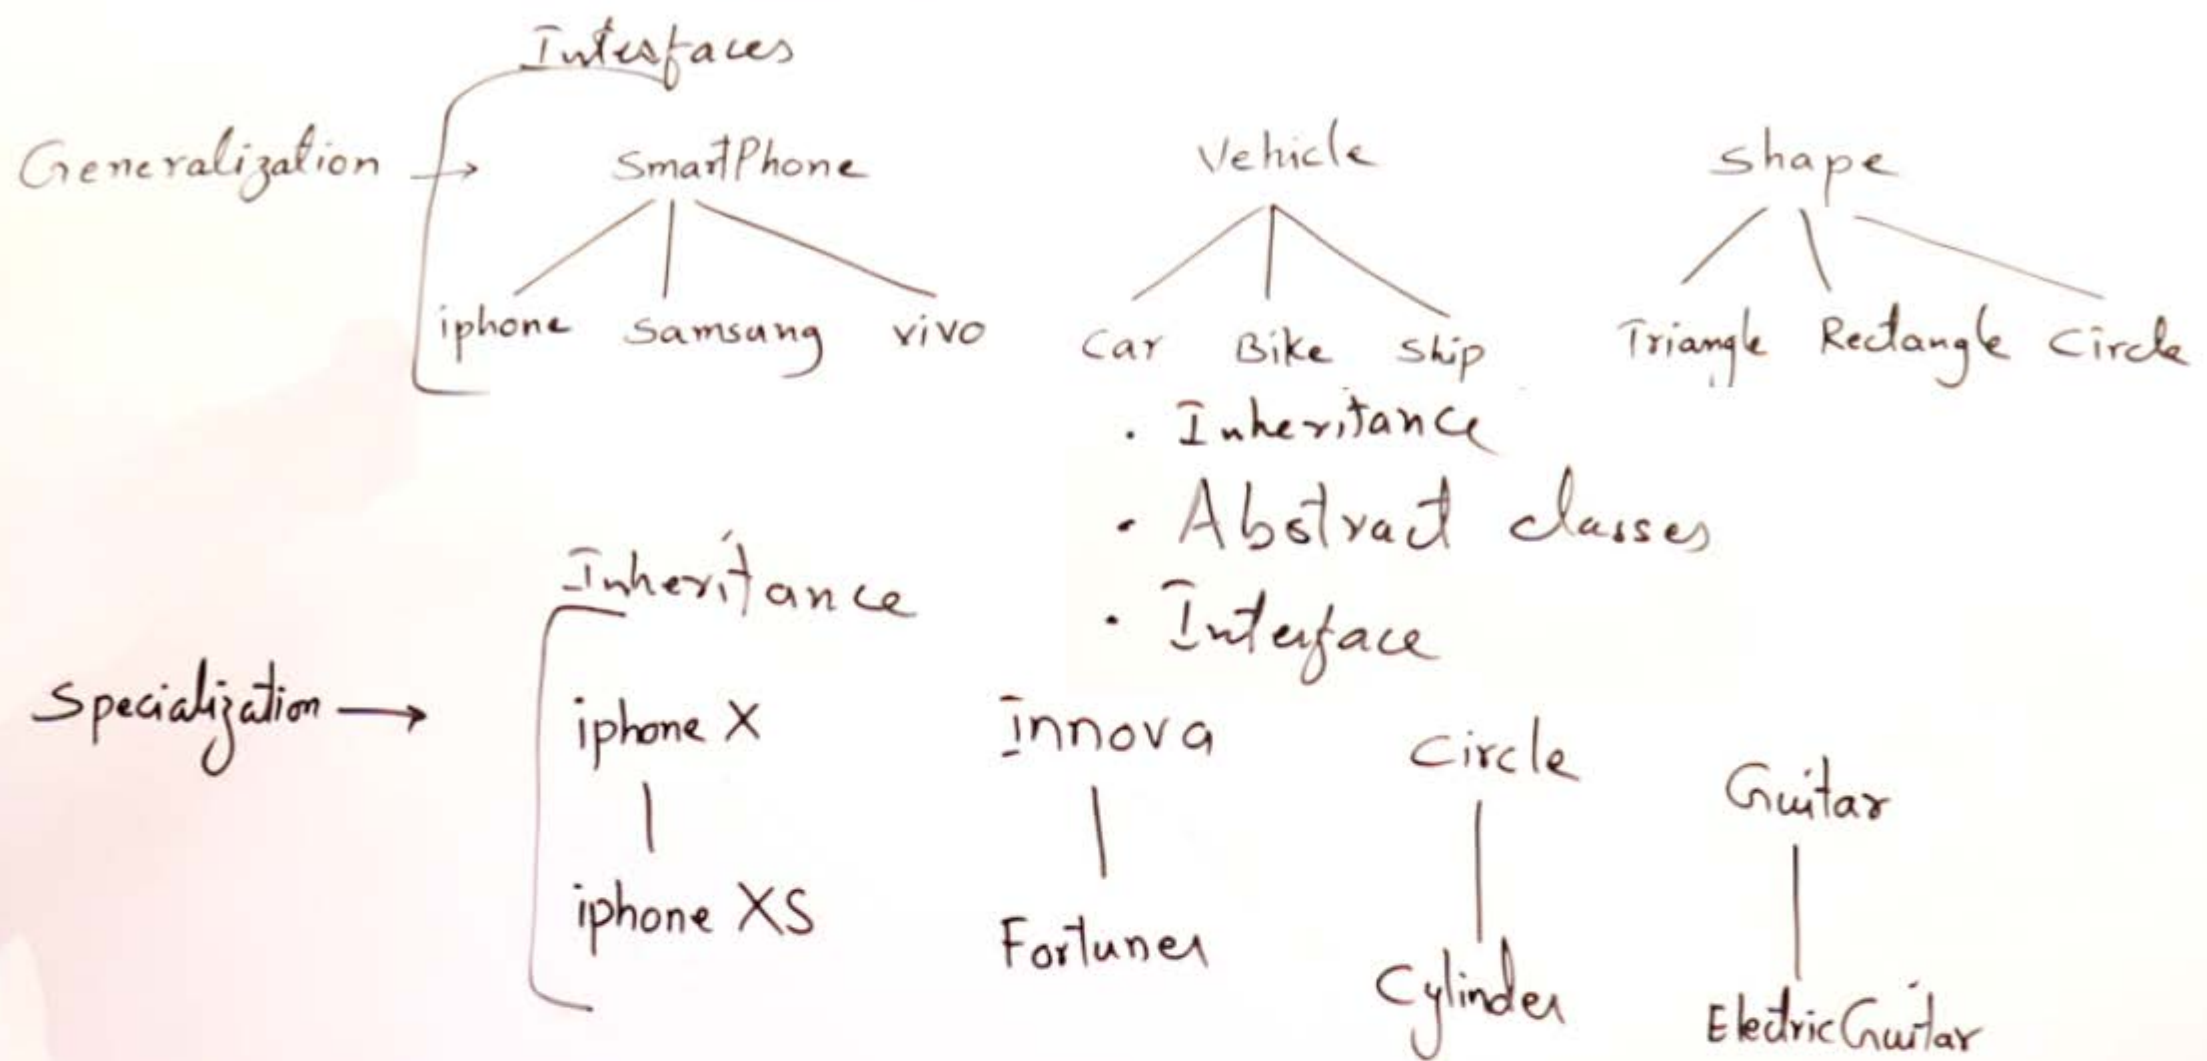 Interfaces
Generalization → SmartPhone Vehicle Shape
iphone Samsung vivo Car Bike Ship Triangle Rectangle Circle
. Inheritance
. Abstract classes
. Interface
Inheritance
Specialization → iphone X Innova Circle Guitar
iphone XS Fortuner Cylinder ElectricGuitar